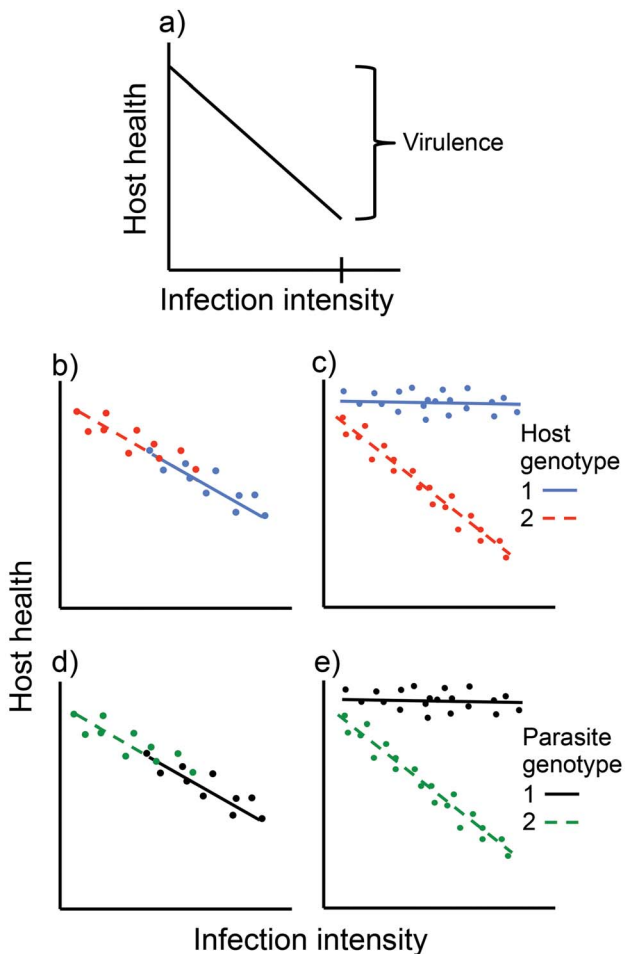 a)
Host health
Virulence
Infection intensity
b)
c)
Host
genotype
1
2
Host health
d)
e)
Parasite
genotype
1
2
Infection intensity